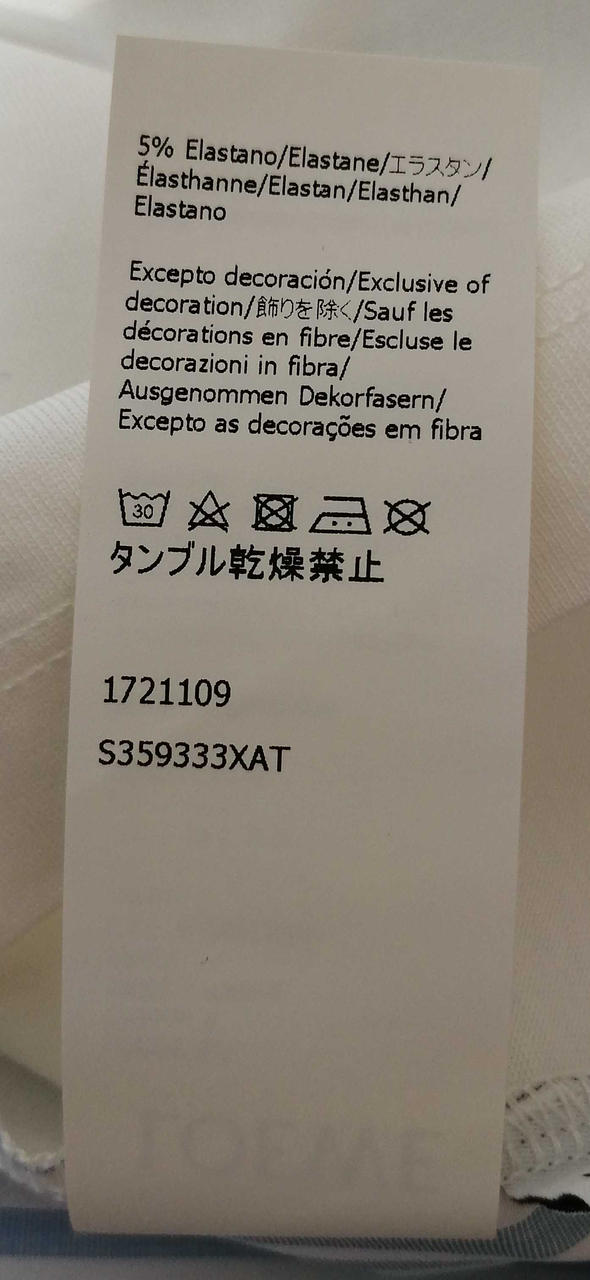 5% Elastano/Elastane/エラスタン/
Élasthanne/Elastan/Elasthan/
Elastano
Excepto decoración/Exclusive of
decoration/飾りを除く/Sauf les
décorations en fibre/Escluse le
decorazioni in fibra/
Ausgenommen Dekorfasern/
Excepto as decorações em fibra
30
タンブル乾燥禁止
1721109
S359333XAT
LOEWE